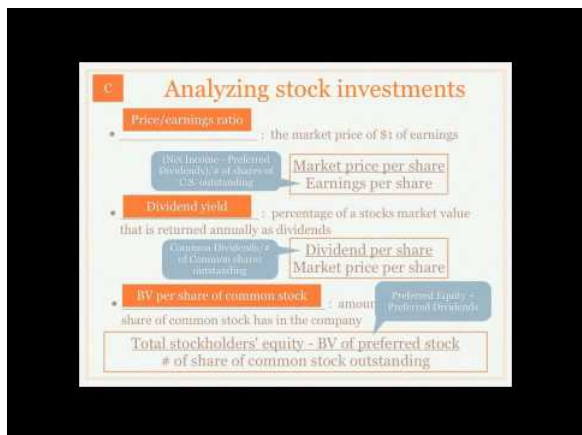 C
Analyzing stock investments
Price/earnings ratio
• : the market price of $1 of earnings
(Net Income - Preferred
Dividends)/# of shares of
C.S. outstanding
Market price per share
Earnings per share
Dividend yield
• : percentage of a stocks market value
that is returned annually as dividends
Common Dividends/#
of Common shares
outstanding
Dividend per share
Market price per share
BV per share of common stock
• : amoun
Preferred Equity +
Preferred Dividends
share of common stock has in the company
Total stockholders' equity - BV of preferred stock
# of share of common stock outstanding